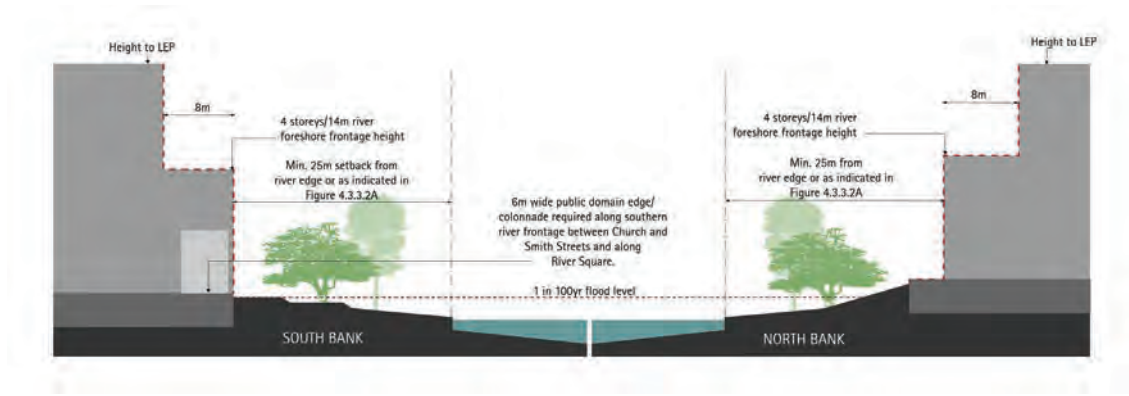 Height to LEP
Height to LEP
8m
8m
4 storeys/14m river
foreshore frontage height
4 storeys/14m river
foreshore frontage height
Min. 25m setback from
river edge or as indicated in
Figure 4.3.3.2A
Min. 25m from
river edge or as indicated in
Figure 4.3.3.2A
6m wide public domain edge/
colonnade required along southern
river frontage between Church and
Smith Streets and along
River Square.
1 in 100yr flood level
SOUTH BANK
NORTH BANK